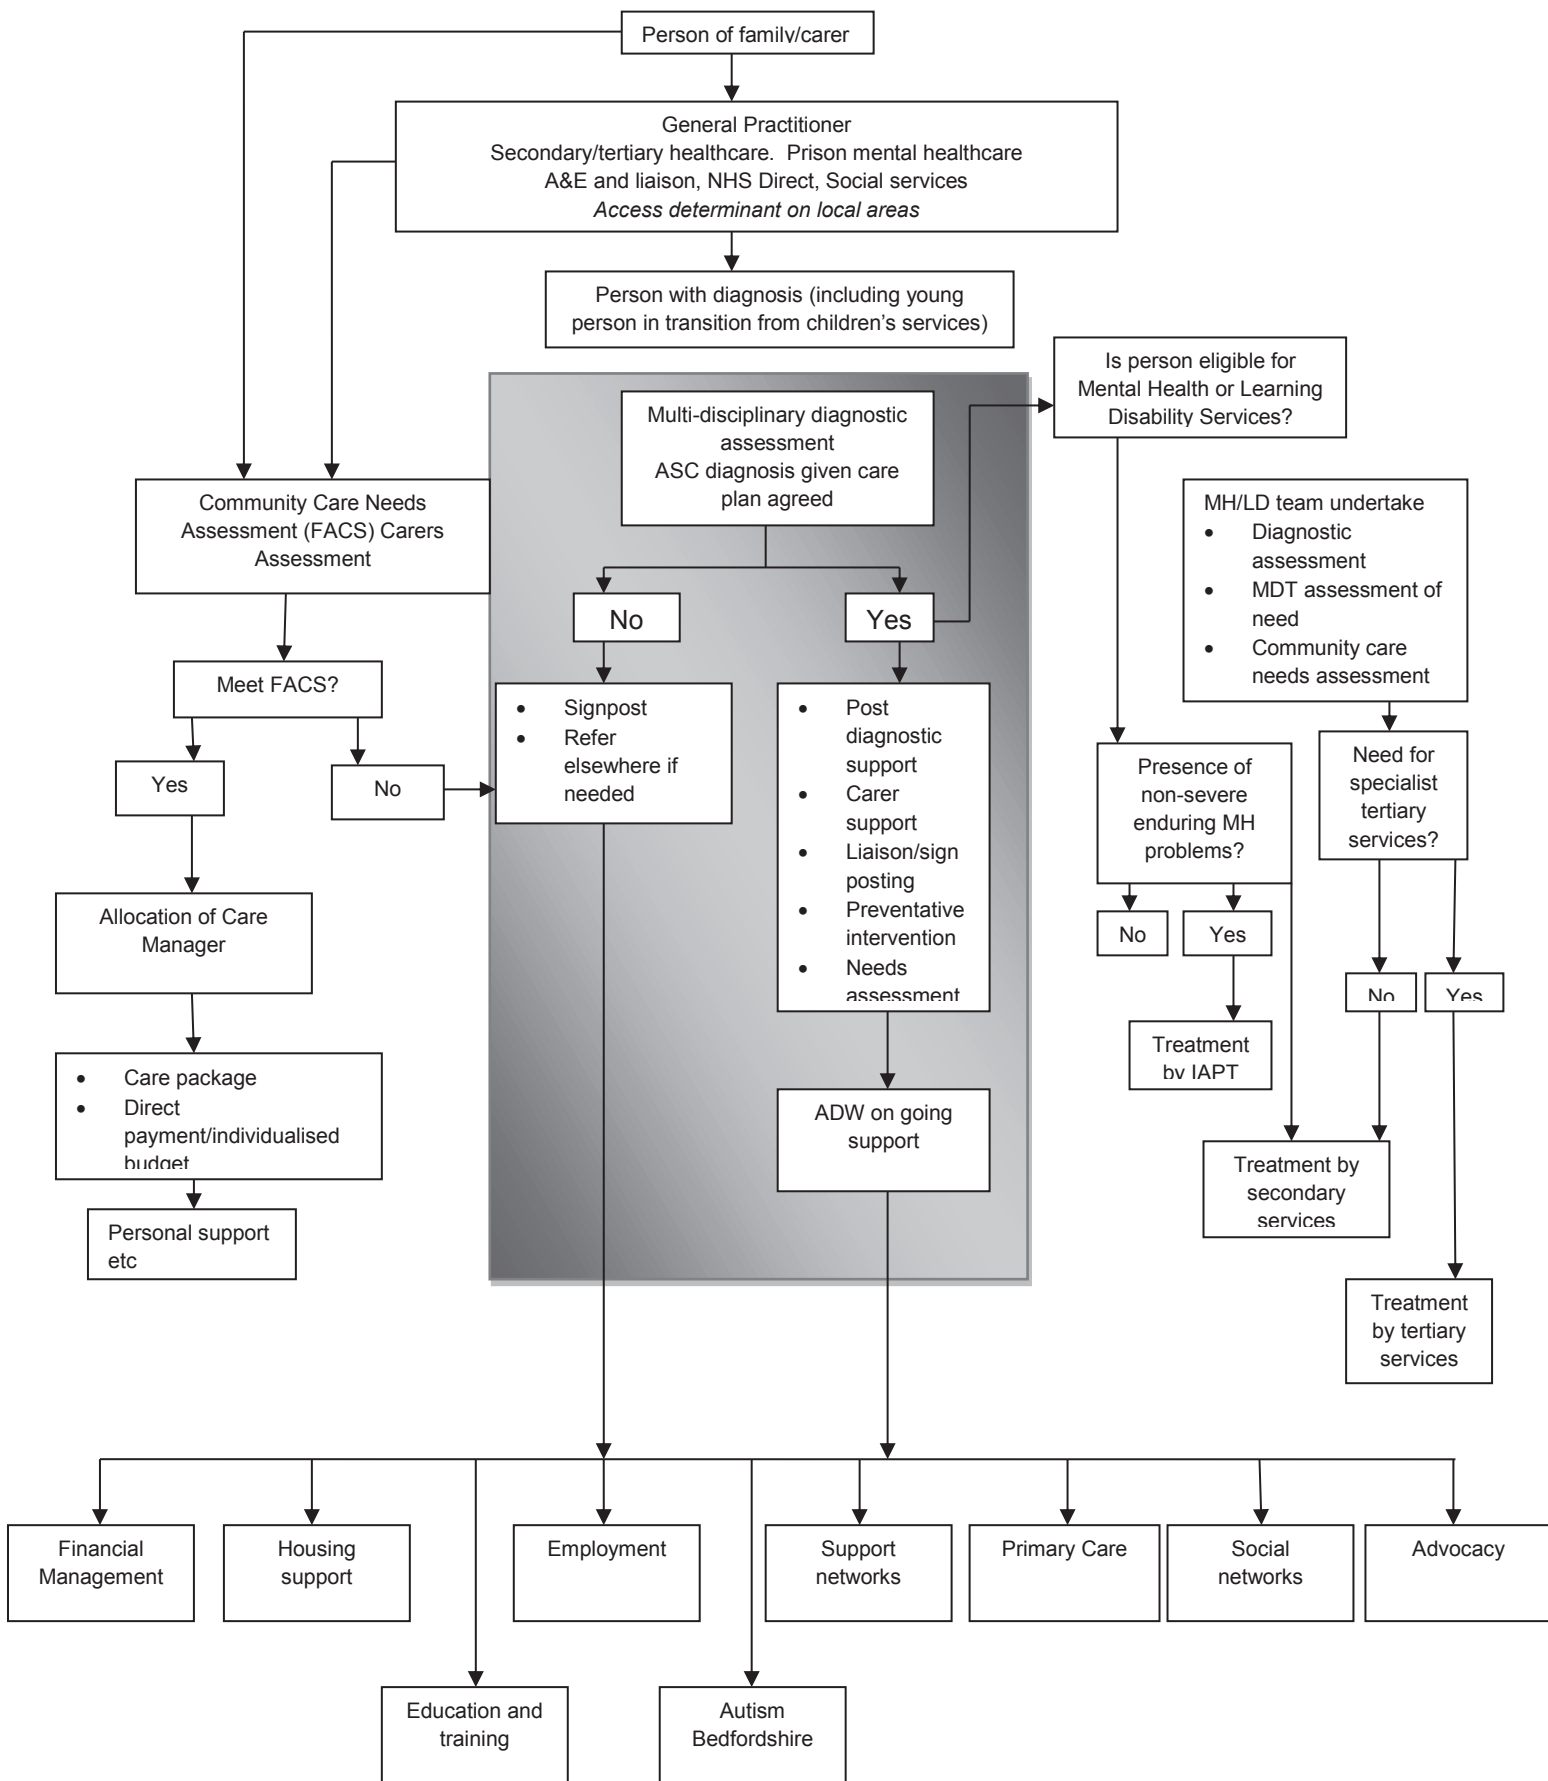 Person of family/carer
General Practitioner
Secondary/tertiary healthcare.  Prison mental healthcare
A&E and liaison, NHS Direct, Social services
Access determinant on local areas
Person with diagnosis (including young
person in transition from children’s services)
Is person eligible for
Mental Health or Learning
Disability Services?
Multi-disciplinary diagnostic
assessment
ASC diagnosis given care
plan agreed
Community Care Needs
Assessment (FACS) Carers
Assessment
MH/LD team undertake
• Diagnostic
assessment
• MDT assessment of
need
• Community care
needs assessment
No
Yes
Meet FACS?
• Signpost
• Refer
elsewhere if
needed
• Post
diagnostic
support
• Carer
support
• Liaison/sign
posting
• Preventative
intervention
• Needs
assessment
Yes
No
Presence of
non-severe
enduring MH
problems?
Need for
specialist
tertiary
services?
No
Yes
Allocation of Care
Manager
No
Yes
Treatment
by IAPT
• Care package
• Direct
payment/individualised
budget
ADW on going
support
Treatment by
secondary
services
Personal support
etc
Treatment
by tertiary
services
Financial
Management
Housing
support
Employment
Support
networks
Primary Care
Social
networks
Advocacy
Education and
training
Autism
Bedfordshire